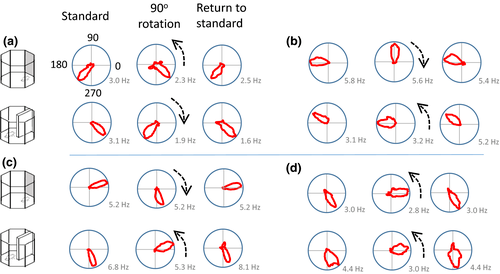 Standard 90º rotation Return to standard
(a) 90 180 0 270 3.0 Hz 2.3 Hz 2.5 Hz
3.1 Hz 1.9 Hz 1.6 Hz
(b) 5.8 Hz 5.6 Hz 5.4 Hz
3.1 Hz 3.2 Hz 5.2 Hz
(c) 5.2 Hz 5.2 Hz 5.2 Hz
6.8 Hz 5.3 Hz 8.1 Hz
(d) 3.0 Hz 2.8 Hz 3.0 Hz
4.4 Hz 3.0 Hz 4.4 Hz